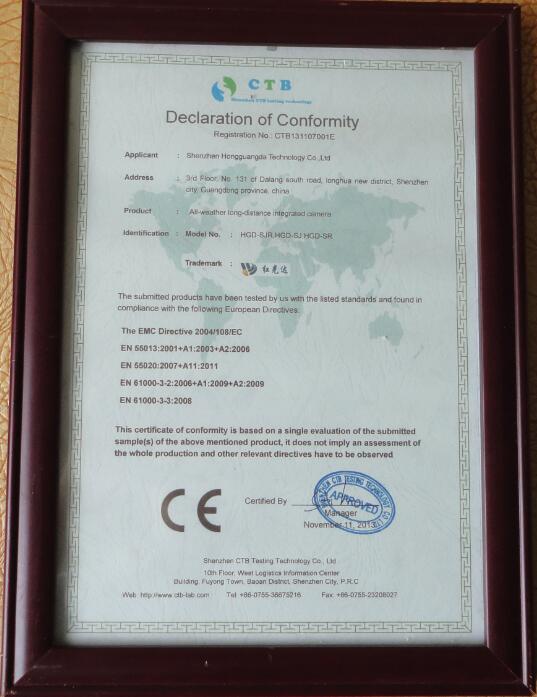 CTB
Shenzhen CTB testing technology
Declaration of Conformity
Registration No.: CTB131107001E
Applicant : Shenzhen Hongguangda Technology Co.,Ltd
Address : 3rd Floor, No. 131 of Dalang south road, longhua new district, Shenzhen
city, Guangdong province, china
Product : All-weather long-distance integrated camera
Identification : Model No. : HGD-SJR,HGD-SJ,HGD-SR
Trademark : 红光达
The submitted products have been tested by us with the listed standards and found in
compliance with the following European Directives:
The EMC Directive 2004/108/EC
EN 55013:2001+A1:2003+A2:2006
EN 55020:2007+A11:2011
EN 61000-3-2:2006+A1:2009+A2:2009
EN 61000-3-3:2008
This certificate of conformity is based on a single evaluation of the submitted
sample(s) of the above mentioned product, it does not imply an assessment of
the whole production and other relevant directives have to be observed
CE
Certified By
SHENZHEN CTB TESTING TECHNOLOGY CO., LTD
APPROVED
Manager
November 11, 2013
Shenzhen CTB Testing Technology Co., Ltd
10th Floor, West Logistics Information Center
Building, Fuyong Town, Baoan District, Shenzhen City, P.R.C
Web: http://www.ctb-lab.com Tel: +86-0755-36675216 Fax: +86-0755-23208027